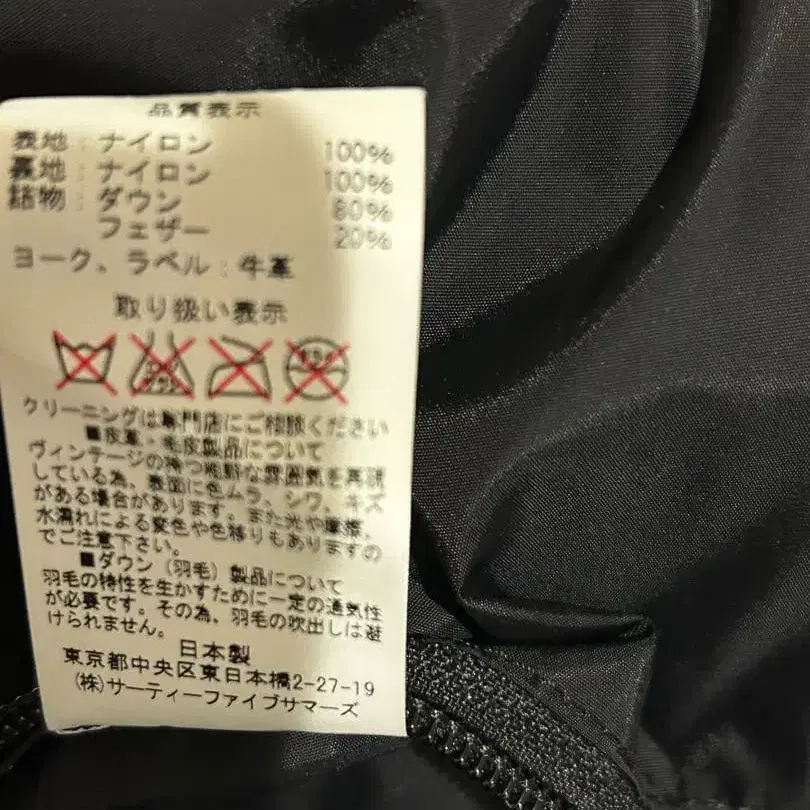 品質表示
表地：ナイロン 100%
裏地：ナイロン 100%
詰物：ダウン 80%
フェザー 20%
ヨーク、ラベル：牛革
取り扱い表示
クリーニングは専門店にご相談ください
■皮革・毛皮製品について
ヴィンテージの持つ粗野な雰囲気を再現
している為、表面に色ムラ、シワ、キズ
がある場合があります。また光や摩擦、
水濡れによる変色や色移りもありますの
でご注意下さい。
■ダウン（羽毛）製品について
羽毛の特性を生かすために一定の通気性
が必要です。その為、羽毛の吹出しは避
けられません。
日本製
東京都中央区東日本橋2-27-19
(株)サーティーファイブサマーズ